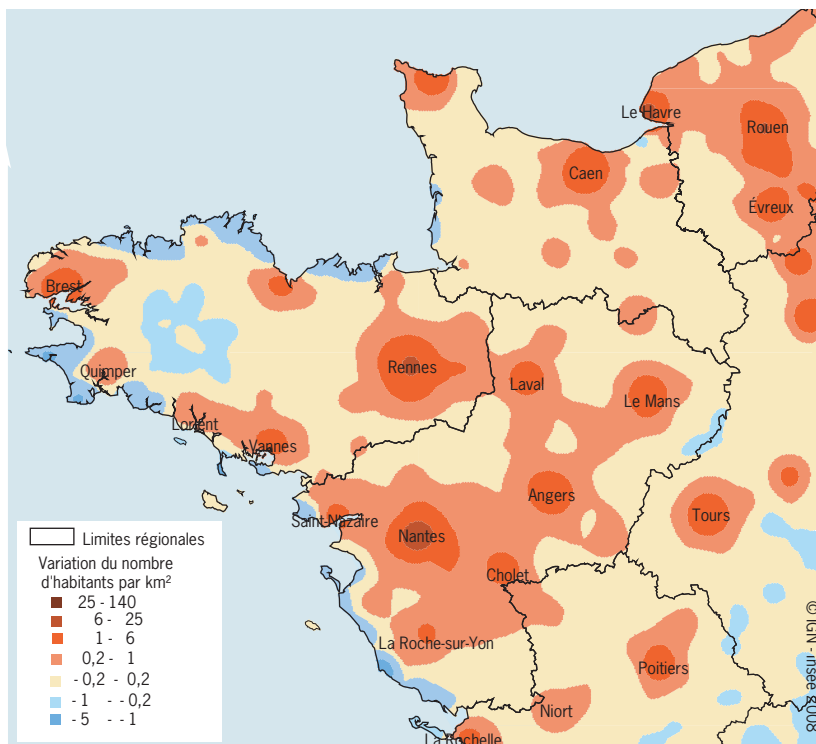 Le Havre
Rouen
Caen
Évreux
Brest
Rennes
Quimper
Laval
Le Mans
Lorient
Vannes
Angers
Saint-Nazaire
Nantes
Tours
Cholet
La Roche-sur-Yon
Poitiers
Niort
La Rochelle
Limites régionales
Variation du nombre
d'habitants par km²
25 - 140
6 - 25
1 - 6
0,2 - 1
- 0,2 - 0,2
- 1 - - 0,2
- 5 - - 1
© IGN - Insee 2008